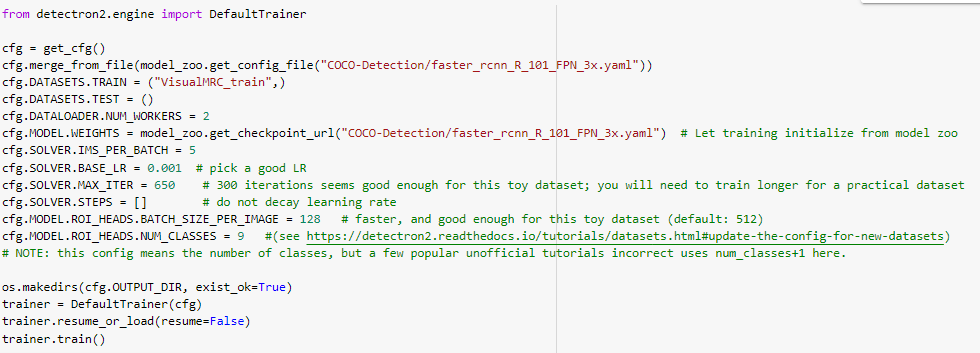 from detectron2.engine import DefaultTrainer
cfg = get_cfg()
cfg.merge_from_file(model_zoo.get_config_file("COCO-Detection/faster_rcnn_R_101_FPN_3x.yaml"))
cfg.DATASETS.TRAIN = ("VisualMRC_train",)
cfg.DATASETS.TEST = ()
cfg.DATALOADER.NUM_WORKERS = 2
cfg.MODEL.WEIGHTS = model_zoo.get_checkpoint_url("COCO-Detection/faster_rcnn_R_101_FPN_3x.yaml")  # Let training initialize from model zoo
cfg.SOLVER.IMS_PER_BATCH = 5
cfg.SOLVER.BASE_LR = 0.001  # pick a good LR
cfg.SOLVER.MAX_ITER = 650    # 300 iterations seems good enough for this toy dataset; you will need to train longer for a practical dataset
cfg.SOLVER.STEPS = []        # do not decay learning rate
cfg.MODEL.ROI_HEADS.BATCH_SIZE_PER_IMAGE = 128   # faster, and good enough for this toy dataset (default: 512)
cfg.MODEL.ROI_HEADS.NUM_CLASSES = 9   #(see https://detectron2.readthedocs.io/tutorials/datasets.html#update-the-config-for-new-datasets)
# NOTE: this config means the number of classes, but a few popular unofficial tutorials incorrect uses num_classes+1 here.
os.makedirs(cfg.OUTPUT_DIR, exist_ok=True)
trainer = DefaultTrainer(cfg)
trainer.resume_or_load(resume=False)
trainer.train()